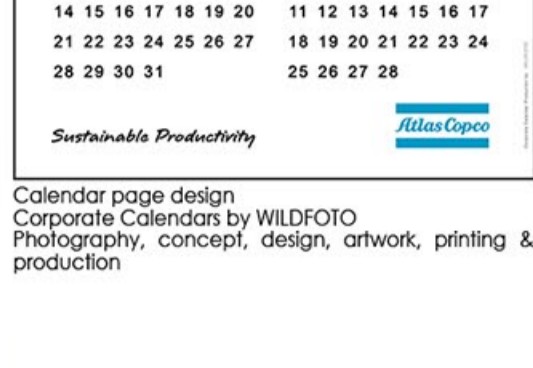 14 15 16 17 18 19 20 11 12 13 14 15 16 17
21 22 23 24 25 26 27 18 19 20 21 22 23 24
28 29 30 31 25 26 27 28
Sustainable Productivity
Atlas Copco
Calendar page design
Corporate Calendars by WILDFOTO
Photography, concept, design, artwork, printing &
production